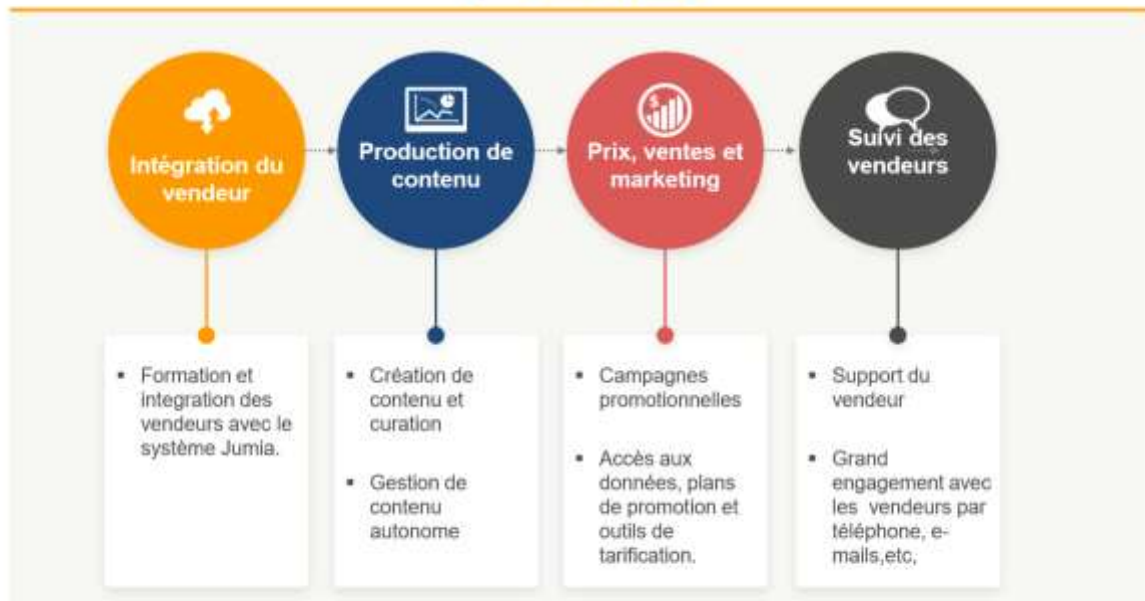 Intégration du
vendeur
Production de
contenu
Prix, ventes et
marketing
Suivi des
vendeurs
▪ Formation et
integration des
vendeurs avec le
système Jumia.
▪ Création de
contenu et
curation
▪ Gestion de
contenu
autonome
▪ Campagnes
promotionnelles
▪ Accès aux
données, plans
de promotion et
outils de
tarification.
▪ Support du
vendeur
▪ Grand
engagement avec
les vendeurs par
téléphone, e-
mails,etc,